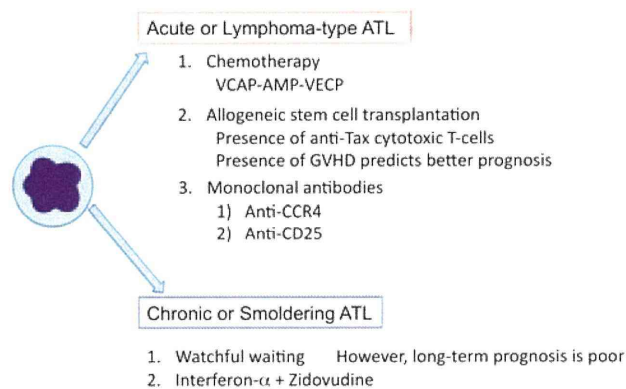 Acute or Lymphoma-type ATL
1. Chemotherapy
VCAP-AMP-VECP
2. Allogeneic stem cell transplantation
Presence of anti-Tax cytotoxic T-cells
Presence of GVHD predicts better prognosis
3. Monoclonal antibodies
1) Anti-CCR4
2) Anti-CD25
Chronic or Smoldering ATL
1. Watchful waiting However, long-term prognosis is poor
2. Interferon-α + Zidovudine